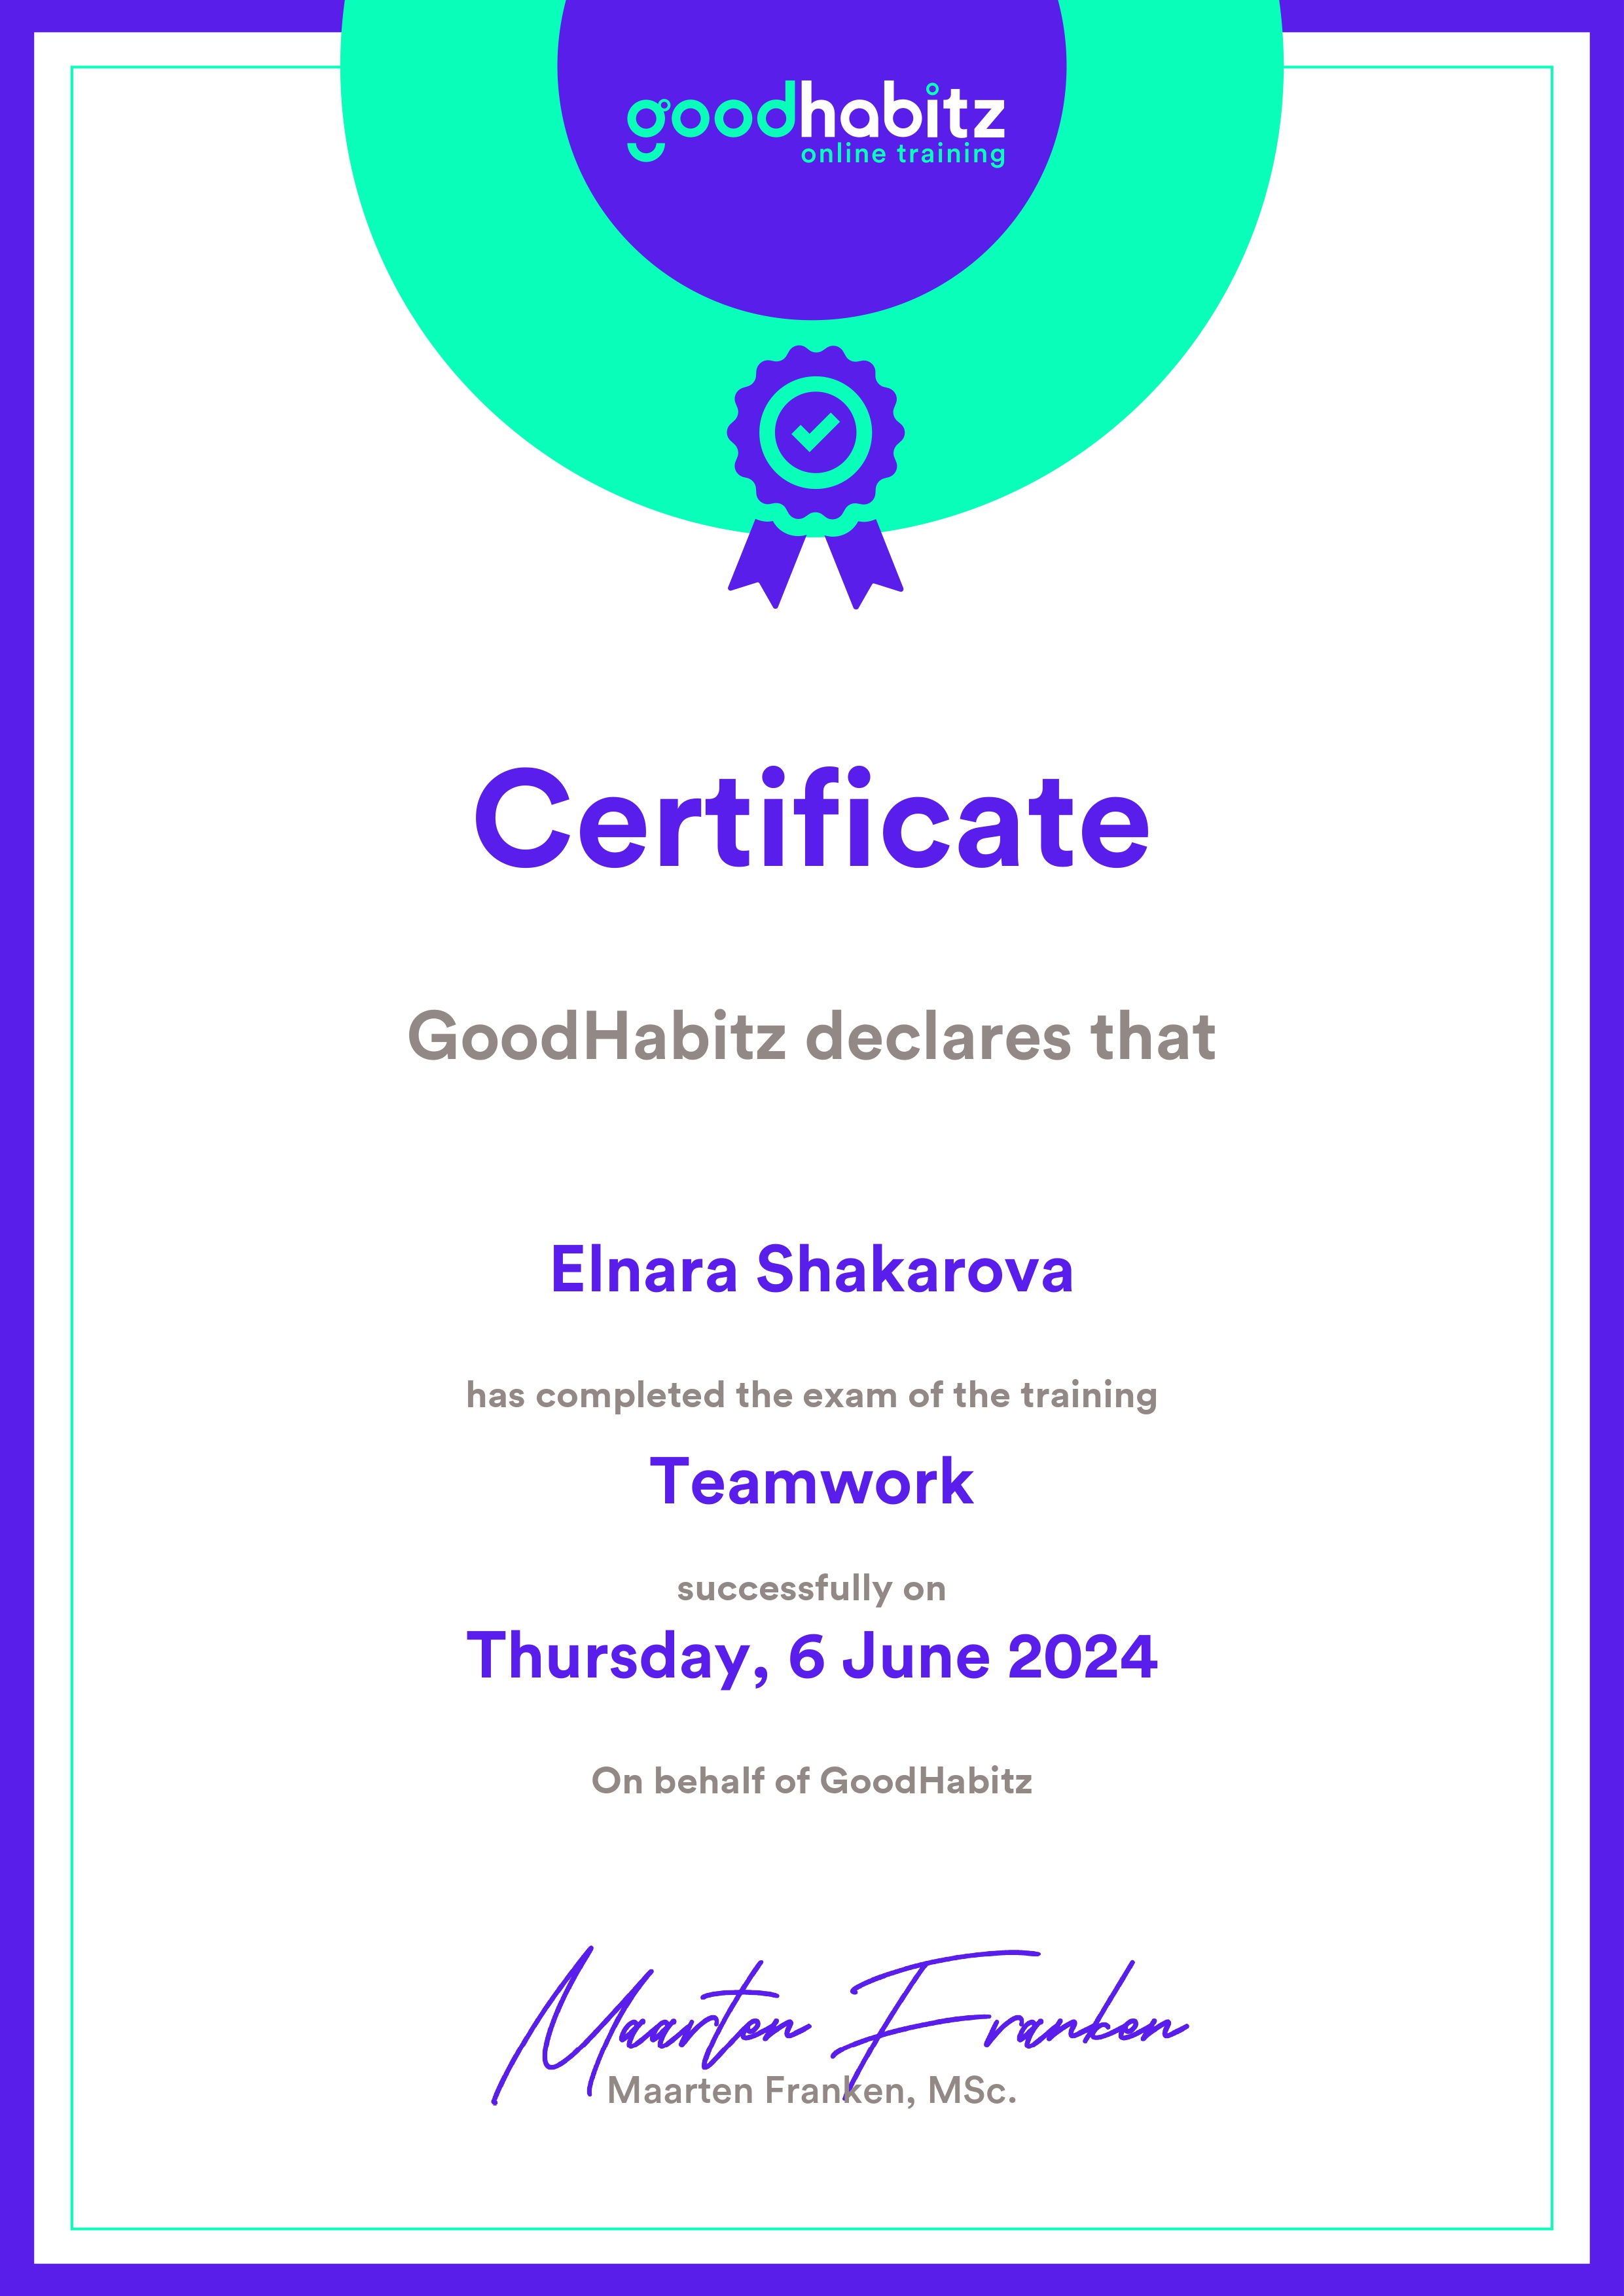 goodhabitz
online training
Certificate
GoodHabitz declares that
Elnara Shakarova
has completed the exam of the training
Teamwork
successfully on
Thursday, 6 June 2024
On behalf of GoodHabitz
Maarten Franken
Maarten Franken, MSc.